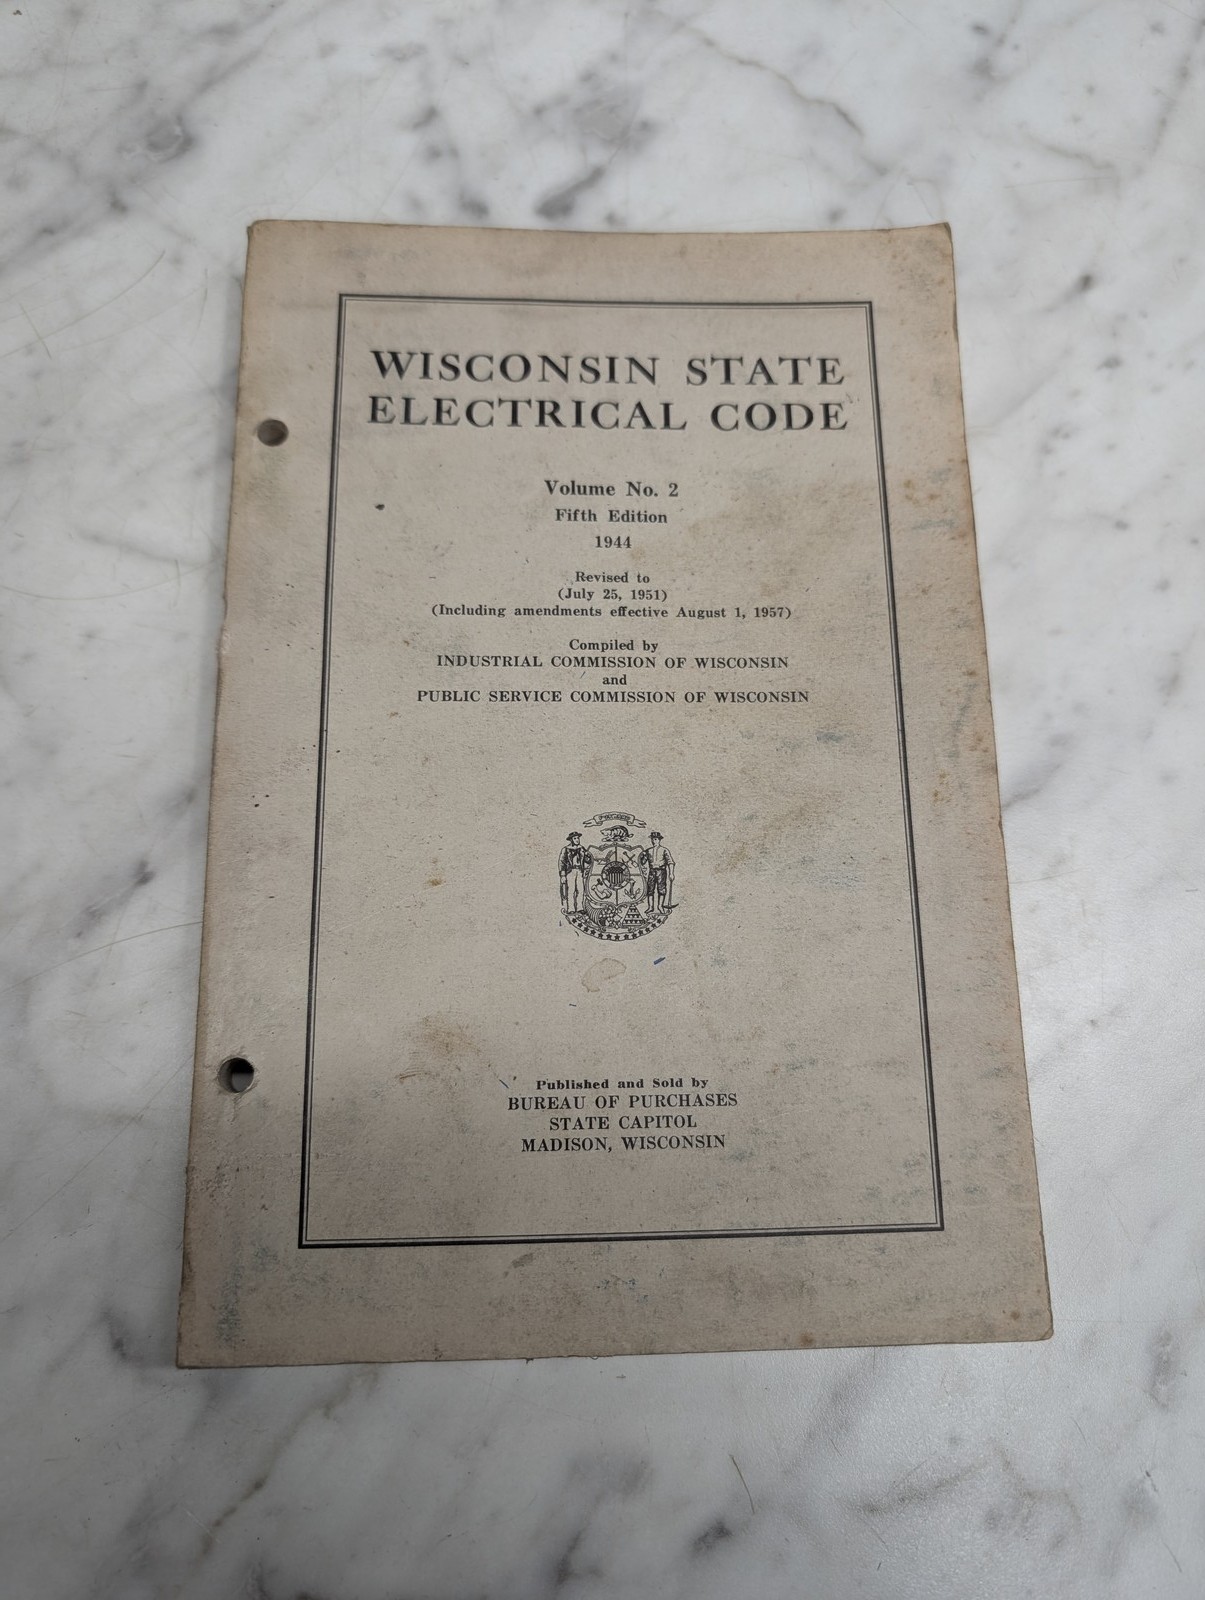 WISCONSIN STATE
ELECTRICAL CODE
Volume No. 2
Fifth Edition
1944
Revised to
(July 25, 1951)
(Including amendments effective August 1, 1957)
Compiled by
INDUSTRIAL COMMISSION OF WISCONSIN
and
PUBLIC SERVICE COMMISSION OF WISCONSIN
Published and Sold by
BUREAU OF PURCHASES
STATE CAPITOL
MADISON, WISCONSIN